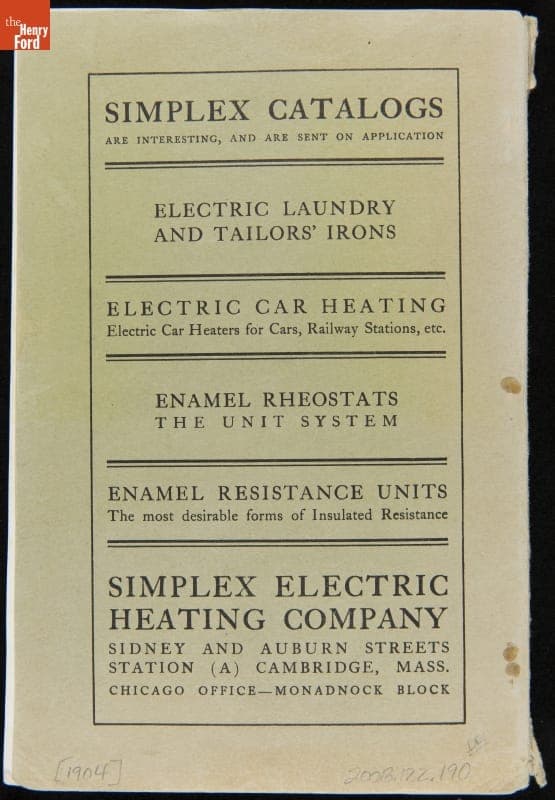 the
Henry
Ford
SIMPLEX CATALOGS
ARE INTERESTING, AND ARE SENT ON APPLICATION
ELECTRIC LAUNDRY
AND TAILORS' IRONS
ELECTRIC CAR HEATING
Electric Car Heaters for Cars, Railway Stations, etc.
ENAMEL RHEOSTATS
THE UNIT SYSTEM
ENAMEL RESISTANCE UNITS
The most desirable forms of Insulated Resistance
SIMPLEX ELECTRIC
HEATING COMPANY
SIDNEY AND AUBURN STREETS
STATION (A) CAMBRIDGE, MASS.
CHICAGO OFFICE—MONADNOCK BLOCK
[1904]
2008.122.190